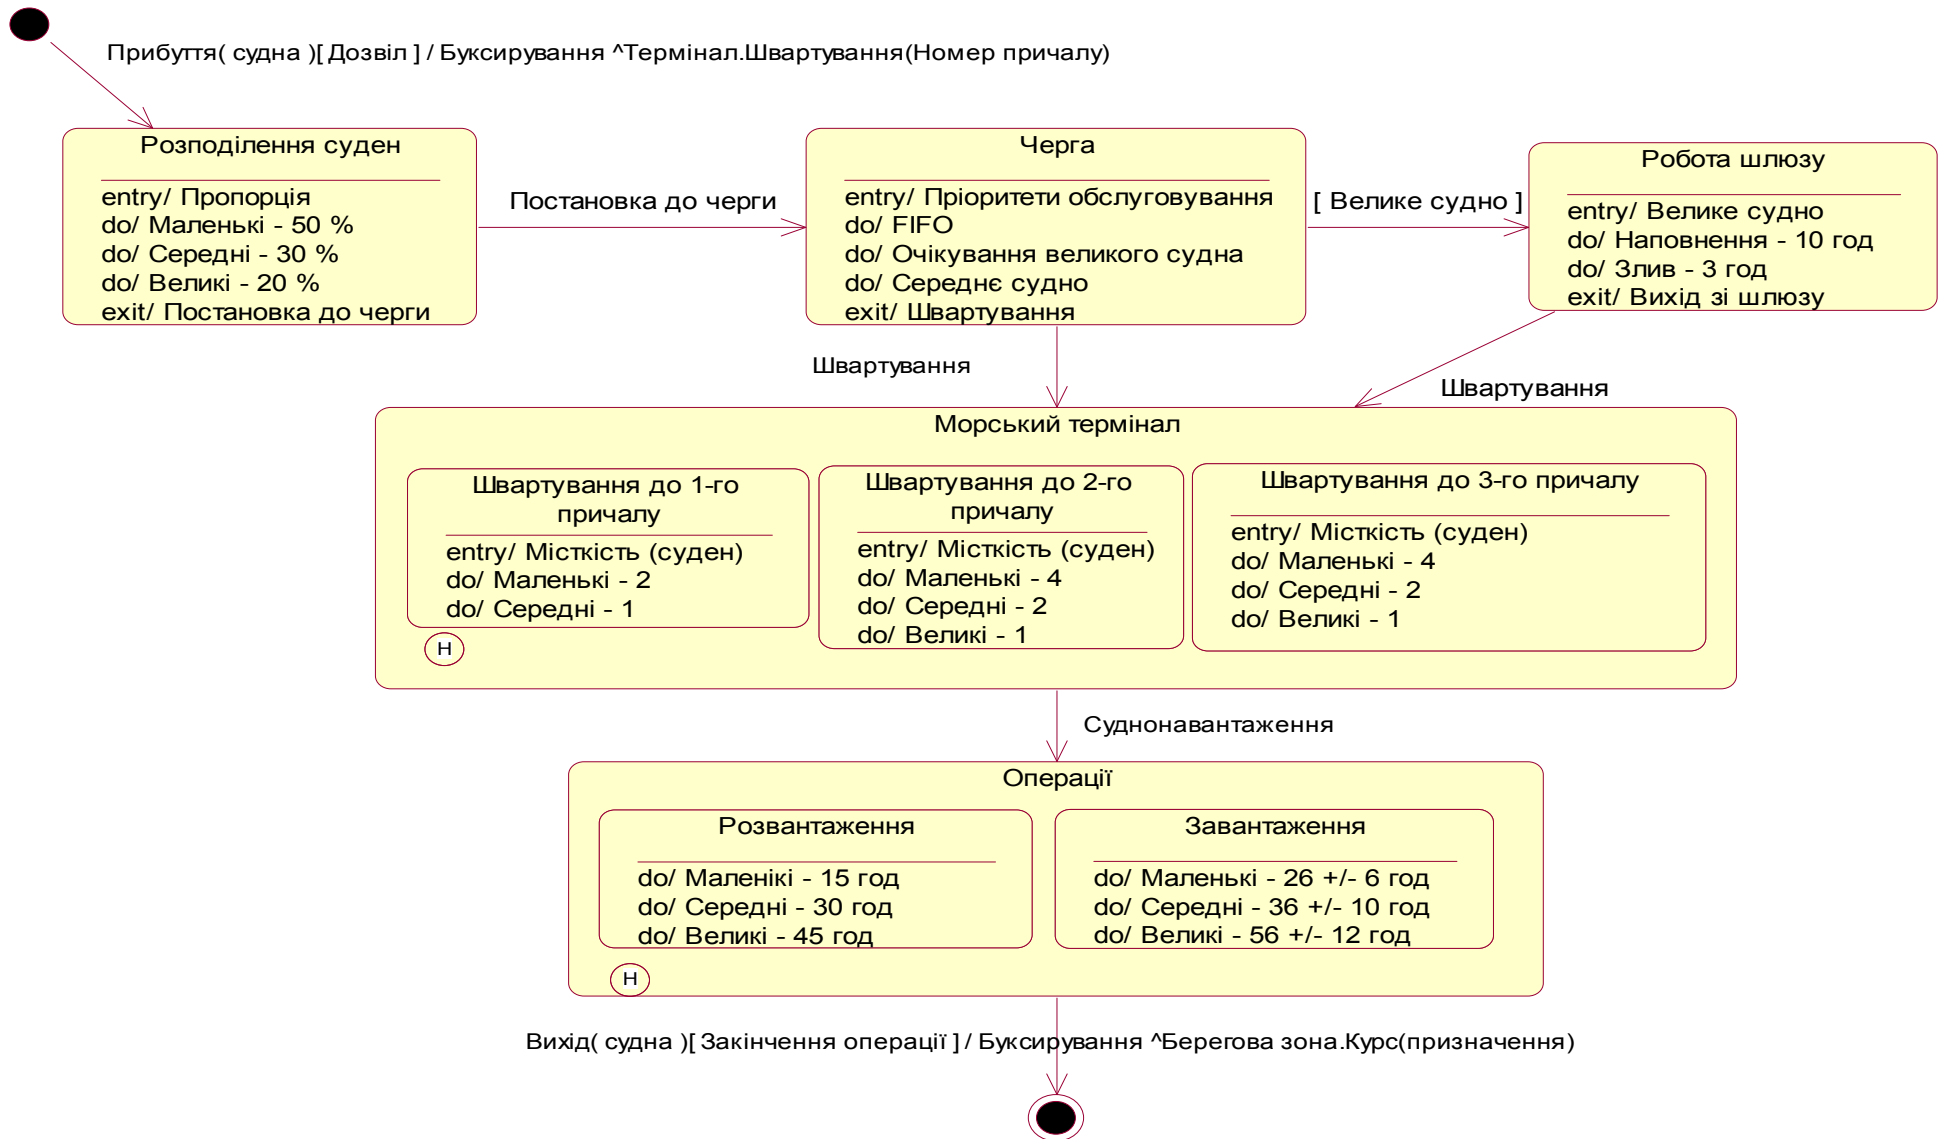 Прибуття( судна )[ Дозвіл ] / Буксирування ^Термінал.Швартування(Номер причалу)
Розподілення суден
entry/ Пропорція
do/ Маленькі - 50 %
do/ Середні - 30 %
do/ Великі - 20 %
exit/ Постановка до черги
Постановка до черги
Черга
entry/ Пріоритети обслуговування
do/ FIFO
do/ Очікування великого судна
do/ Середнє судно
exit/ Швартування
[ Велике судно ]
Робота шлюзу
entry/ Велике судно
do/ Наповнення - 10 год
do/ Злив - 3 год
exit/ Вихід зі шлюзу
Швартування
Швартування
Морський термінал
Швартування до 1-го
причалу
entry/ Місткість (суден)
do/ Маленькі - 2
do/ Середні - 1
Швартування до 2-го
причалу
entry/ Місткість (суден)
do/ Маленькі - 4
do/ Середні - 2
do/ Великі - 1
Швартування до 3-го причалу
entry/ Місткість (суден)
do/ Маленькі - 4
do/ Середні - 2
do/ Великі - 1
H
Суднонавантаження
Операції
Розвантаження
do/ Маленікі - 15 год
do/ Середні - 30 год
do/ Великі - 45 год
Завантаження
do/ Маленькі - 26 +/- 6 год
do/ Середні - 36 +/- 10 год
do/ Великі - 56 +/- 12 год
H
Вихід( судна )[ Закінчення операції ] / Буксирування ^Берегова зона.Курс(призначення)